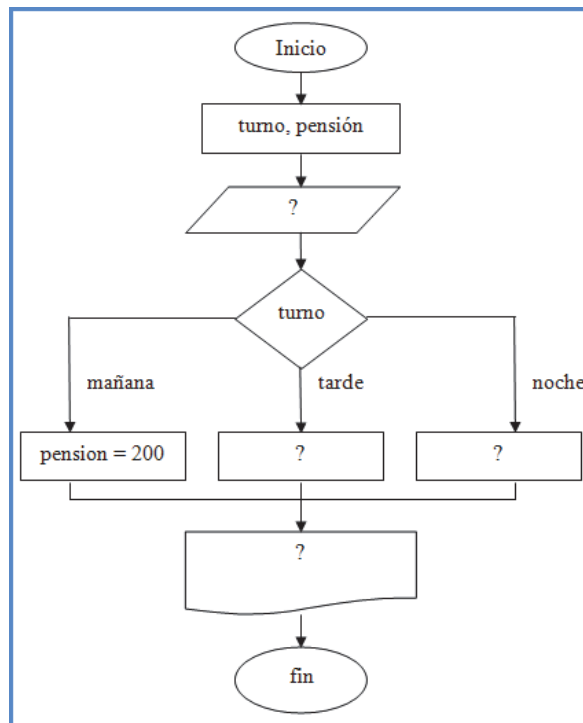 Inicio
turno, pensión
?
turno
mañana
tarde
noche
pension = 200
?
?
?
fin